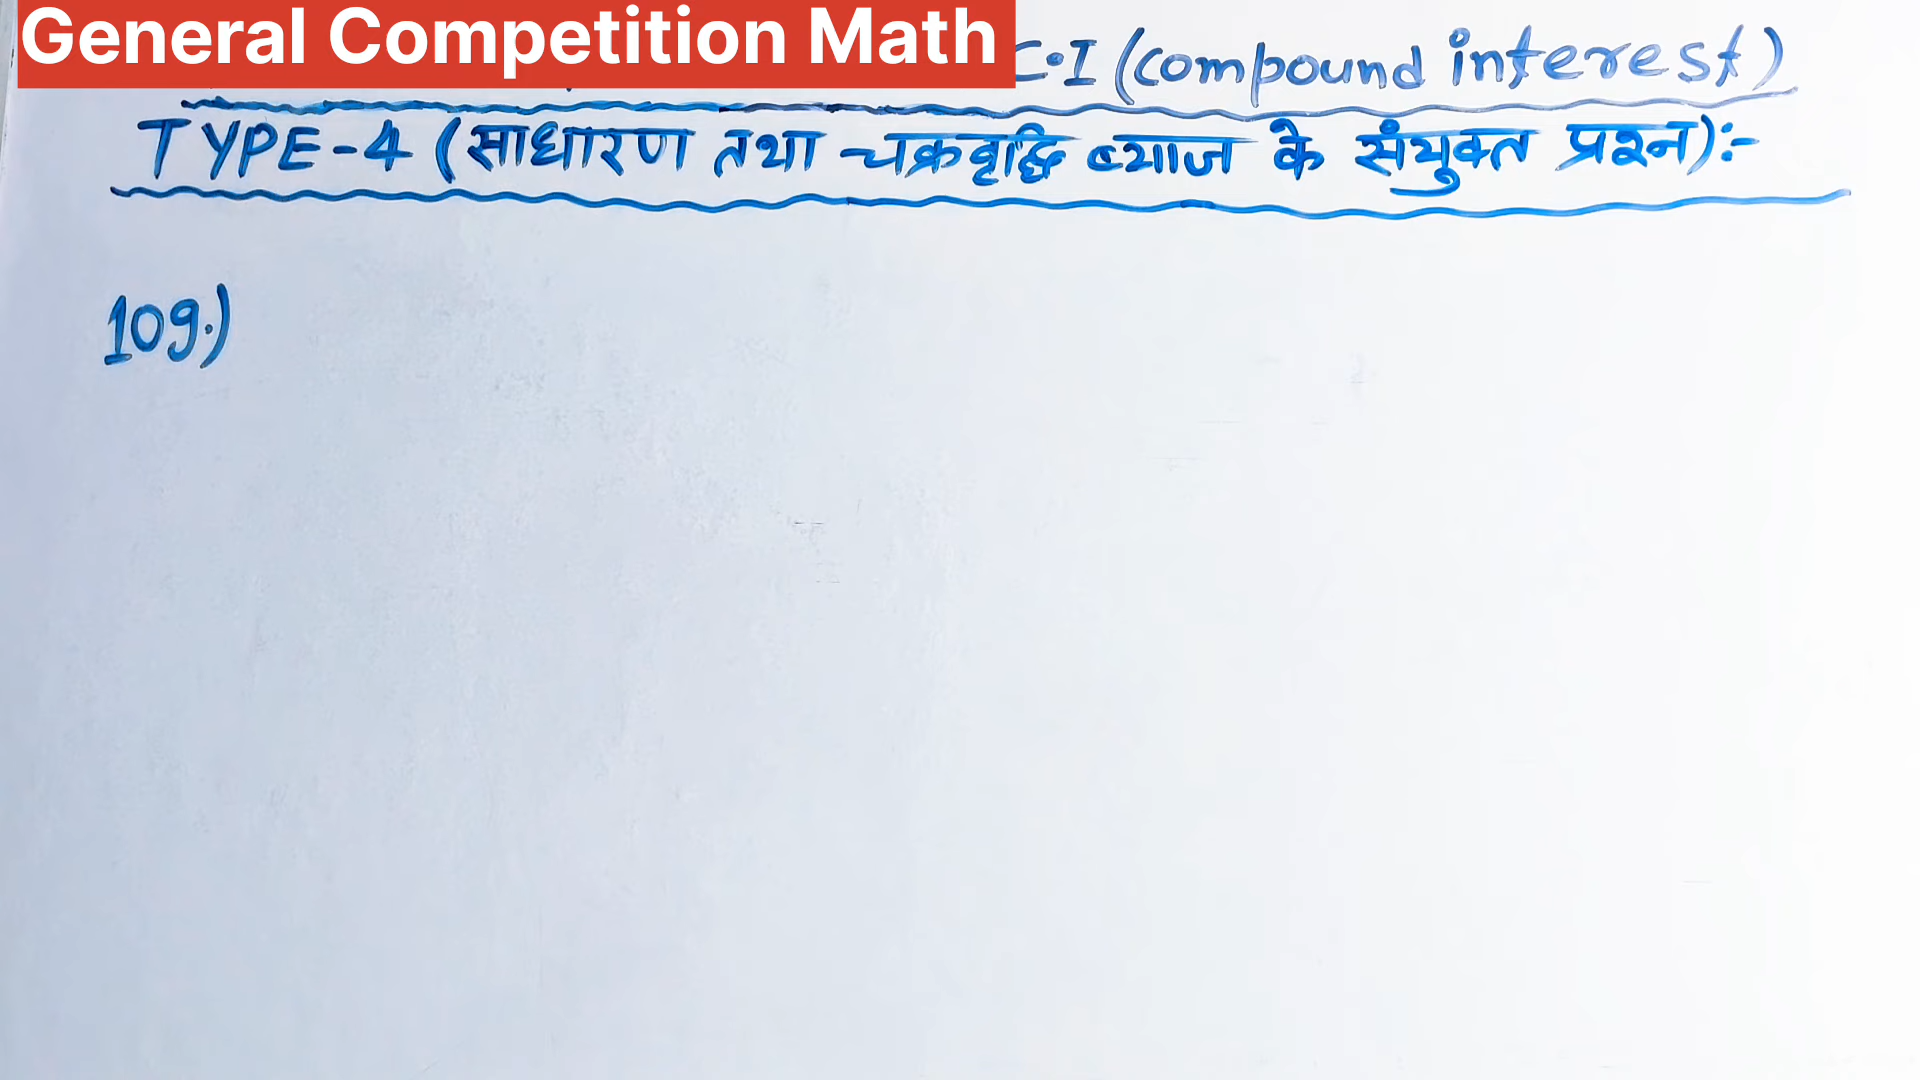 General Competition Math C.I (compound interest)
TYPE-4 (साधारण तथा चक्रवृद्धि ब्याज के संयुक्त प्रश्न):-
109.)